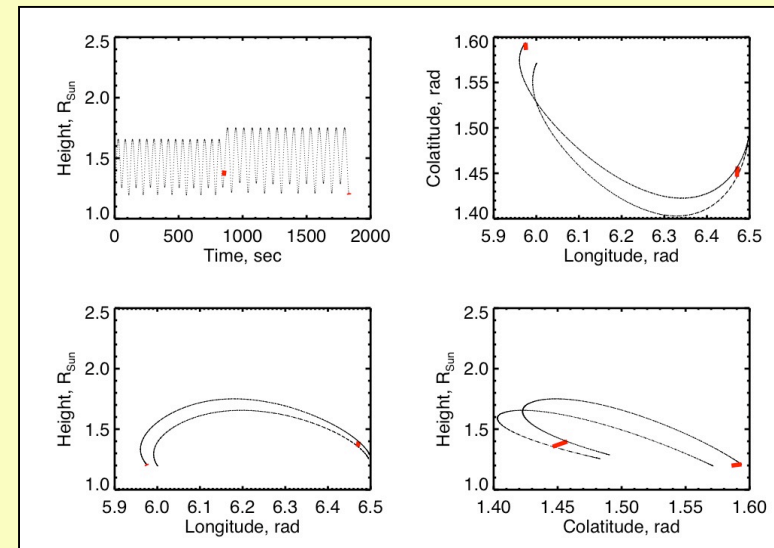 2.5
2.0
1.5
1.0
Height, RSun
0 500 1000 1500 2000
Time, sec
1.60
1.55
1.50
1.45
1.40
Colatitude, rad
5.9 6.0 6.1 6.2 6.3 6.4 6.5
Longitude, rad
2.5
2.0
1.5
1.0
Height, RSun
5.9 6.0 6.1 6.2 6.3 6.4 6.5
Longitude, rad
2.5
2.0
1.5
1.0
Height, RSun
1.40 1.45 1.50 1.55 1.60
Colatitude, rad